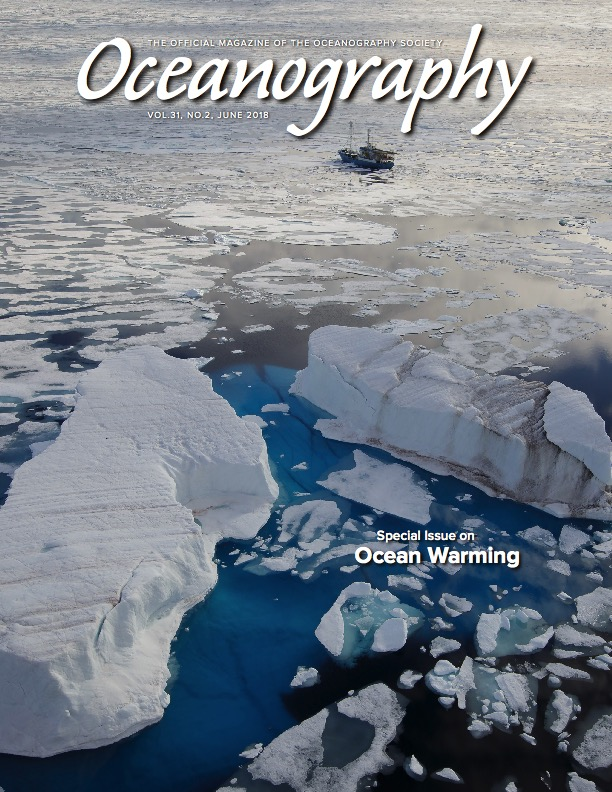 THE OFFICIAL MAGAZINE OF THE OCEANOGRAPHY SOCIETY
Oceanography
VOL.31, NO.2, JUNE 2018
Special Issue on
Ocean Warming